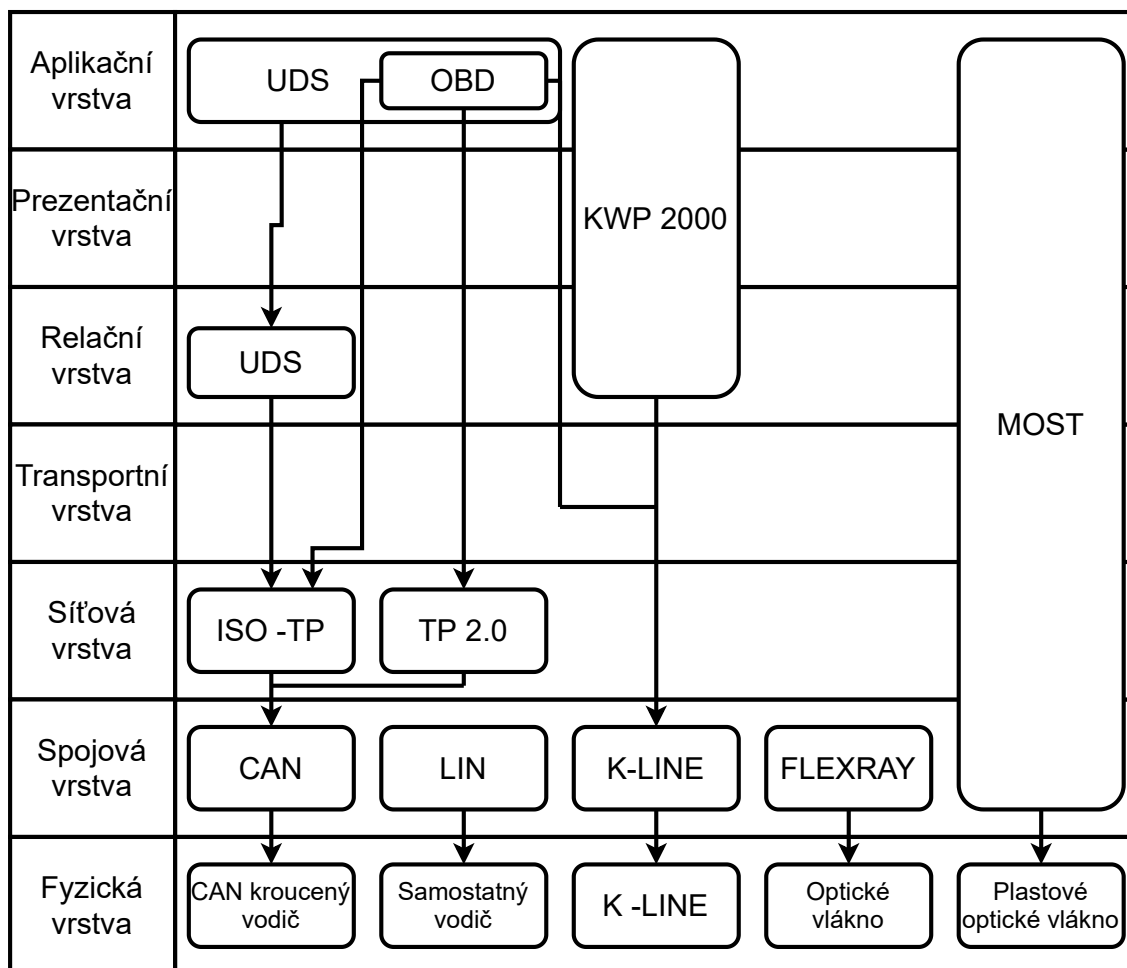 Aplikační
vrstva
UDS
OBD
KWP 2000
MOST
Prezentační
vrstva
Relační
vrstva
UDS
Transportní
vrstva
Síťová
vrstva
ISO -TP
TP 2.0
Spojová
vrstva
CAN
LIN
K-LINE
FLEXRAY
Fyzická
vrstva
CAN kroucený
vodič
Samostatný
vodič
K -LINE
Optické
vlákno
Plastové
optické vlákno